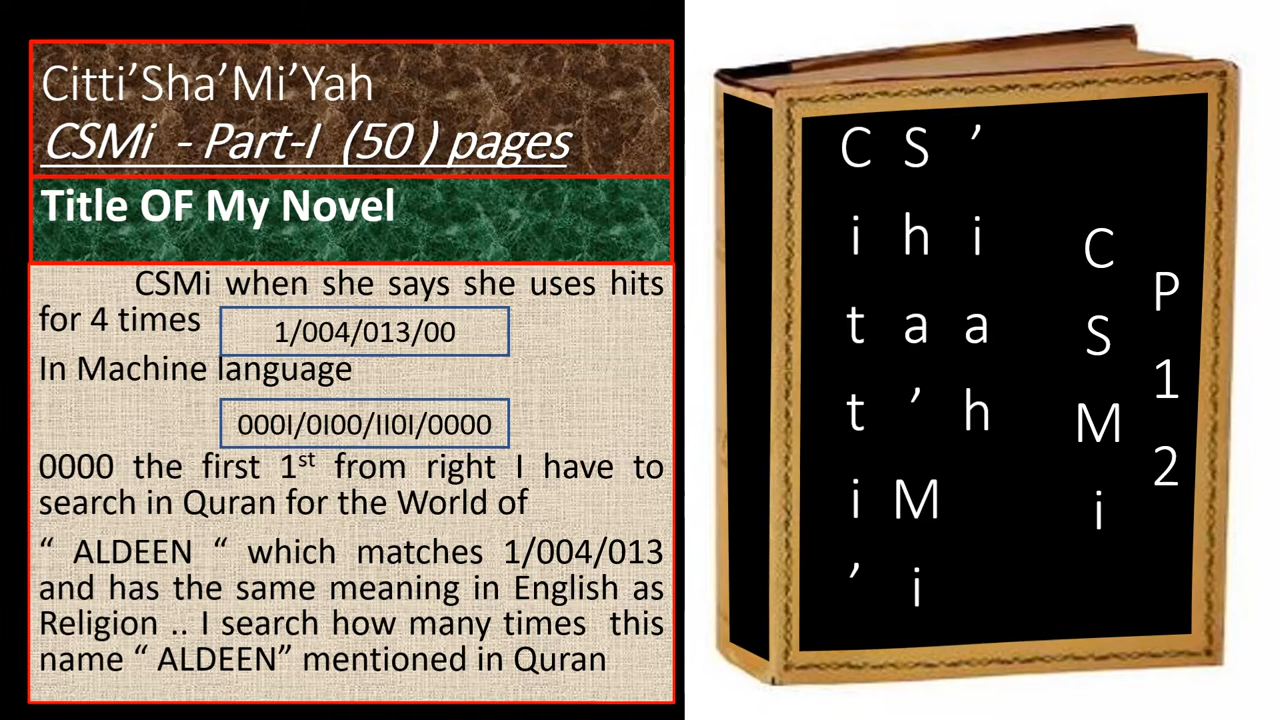 Citti’Sha’Mi’Yah
CSMi - Part-I (50 ) pages
Title OF My Novel
CSMi when she says she uses hits
for 4 times
1/004/013/00
In Machine language
000I/0I00/II0I/0000
0000 the first 1st from right I have to
search in Quran for the World of
“ ALDEEN “ which matches 1/004/013
and has the same meaning in English as
Religion .. I search how many times this
name “ ALDEEN” mentioned in Quran
C S ’
i h i
t a a
t ’ h
i M
’ i
C
S
M
i
P
1
2